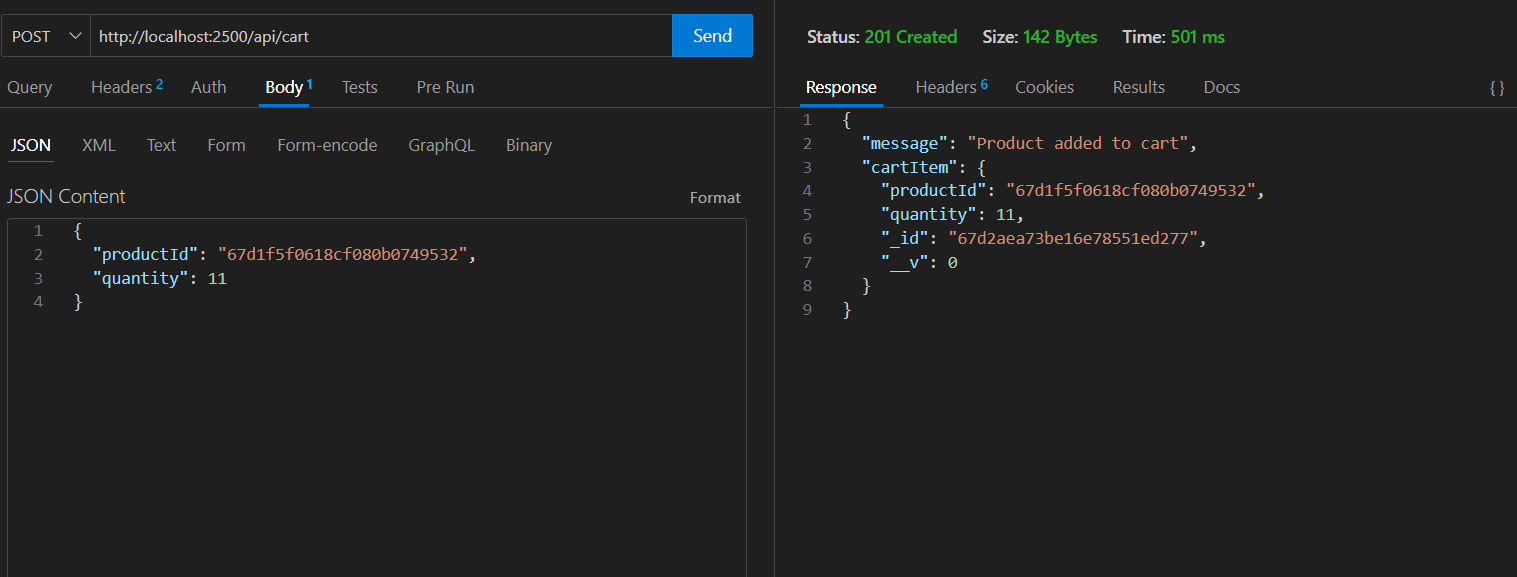 POST http://localhost:2500/api/cart Send
Query Headers 2 Auth Body 1 Tests Pre Run
JSON XML Text Form Form-encode GraphQL Binary
JSON Content Format
1 {
2 "productId": "67d1f5f0618cf080b0749532",
3 "quantity": 11
4 }
Status: 201 Created Size: 142 Bytes Time: 501 ms
Response Headers 6 Cookies Results Docs { }
1 {
2 "message": "Product added to cart",
3 "cartItem": {
4 "productId": "67d1f5f0618cf080b0749532",
5 "quantity": 11,
6 "_id": "67d2aea73be16e78551ed277",
7 "__v": 0
8 }
9 }